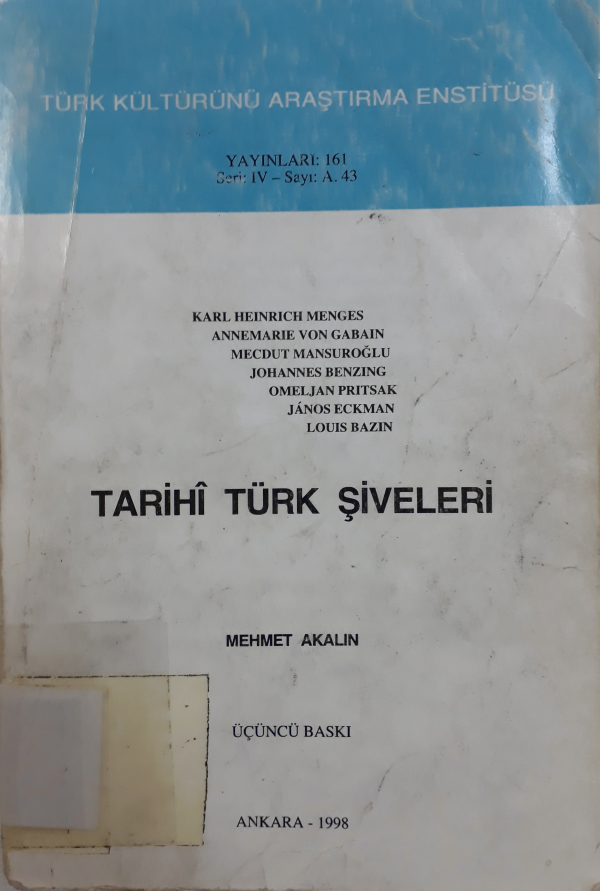 TÜRK KÜLTÜRÜNÜ ARAŞTIRMA ENSTİTÜSÜ
YAYINLARI: 161
Seri: IV – Sayı: A. 43
KARL HEINRICH MENGES
ANNEMARIE VON GABAIN
MECDUT MANSUROĞLU
JOHANNES BENZING
OMELJAN PRITSAK
JÁNOS ECKMAN
LOUIS BAZIN
TARİHÎ TÜRK ŞİVELERİ
MEHMET AKALIN
ÜÇÜNCÜ BASKI
ANKARA - 1998